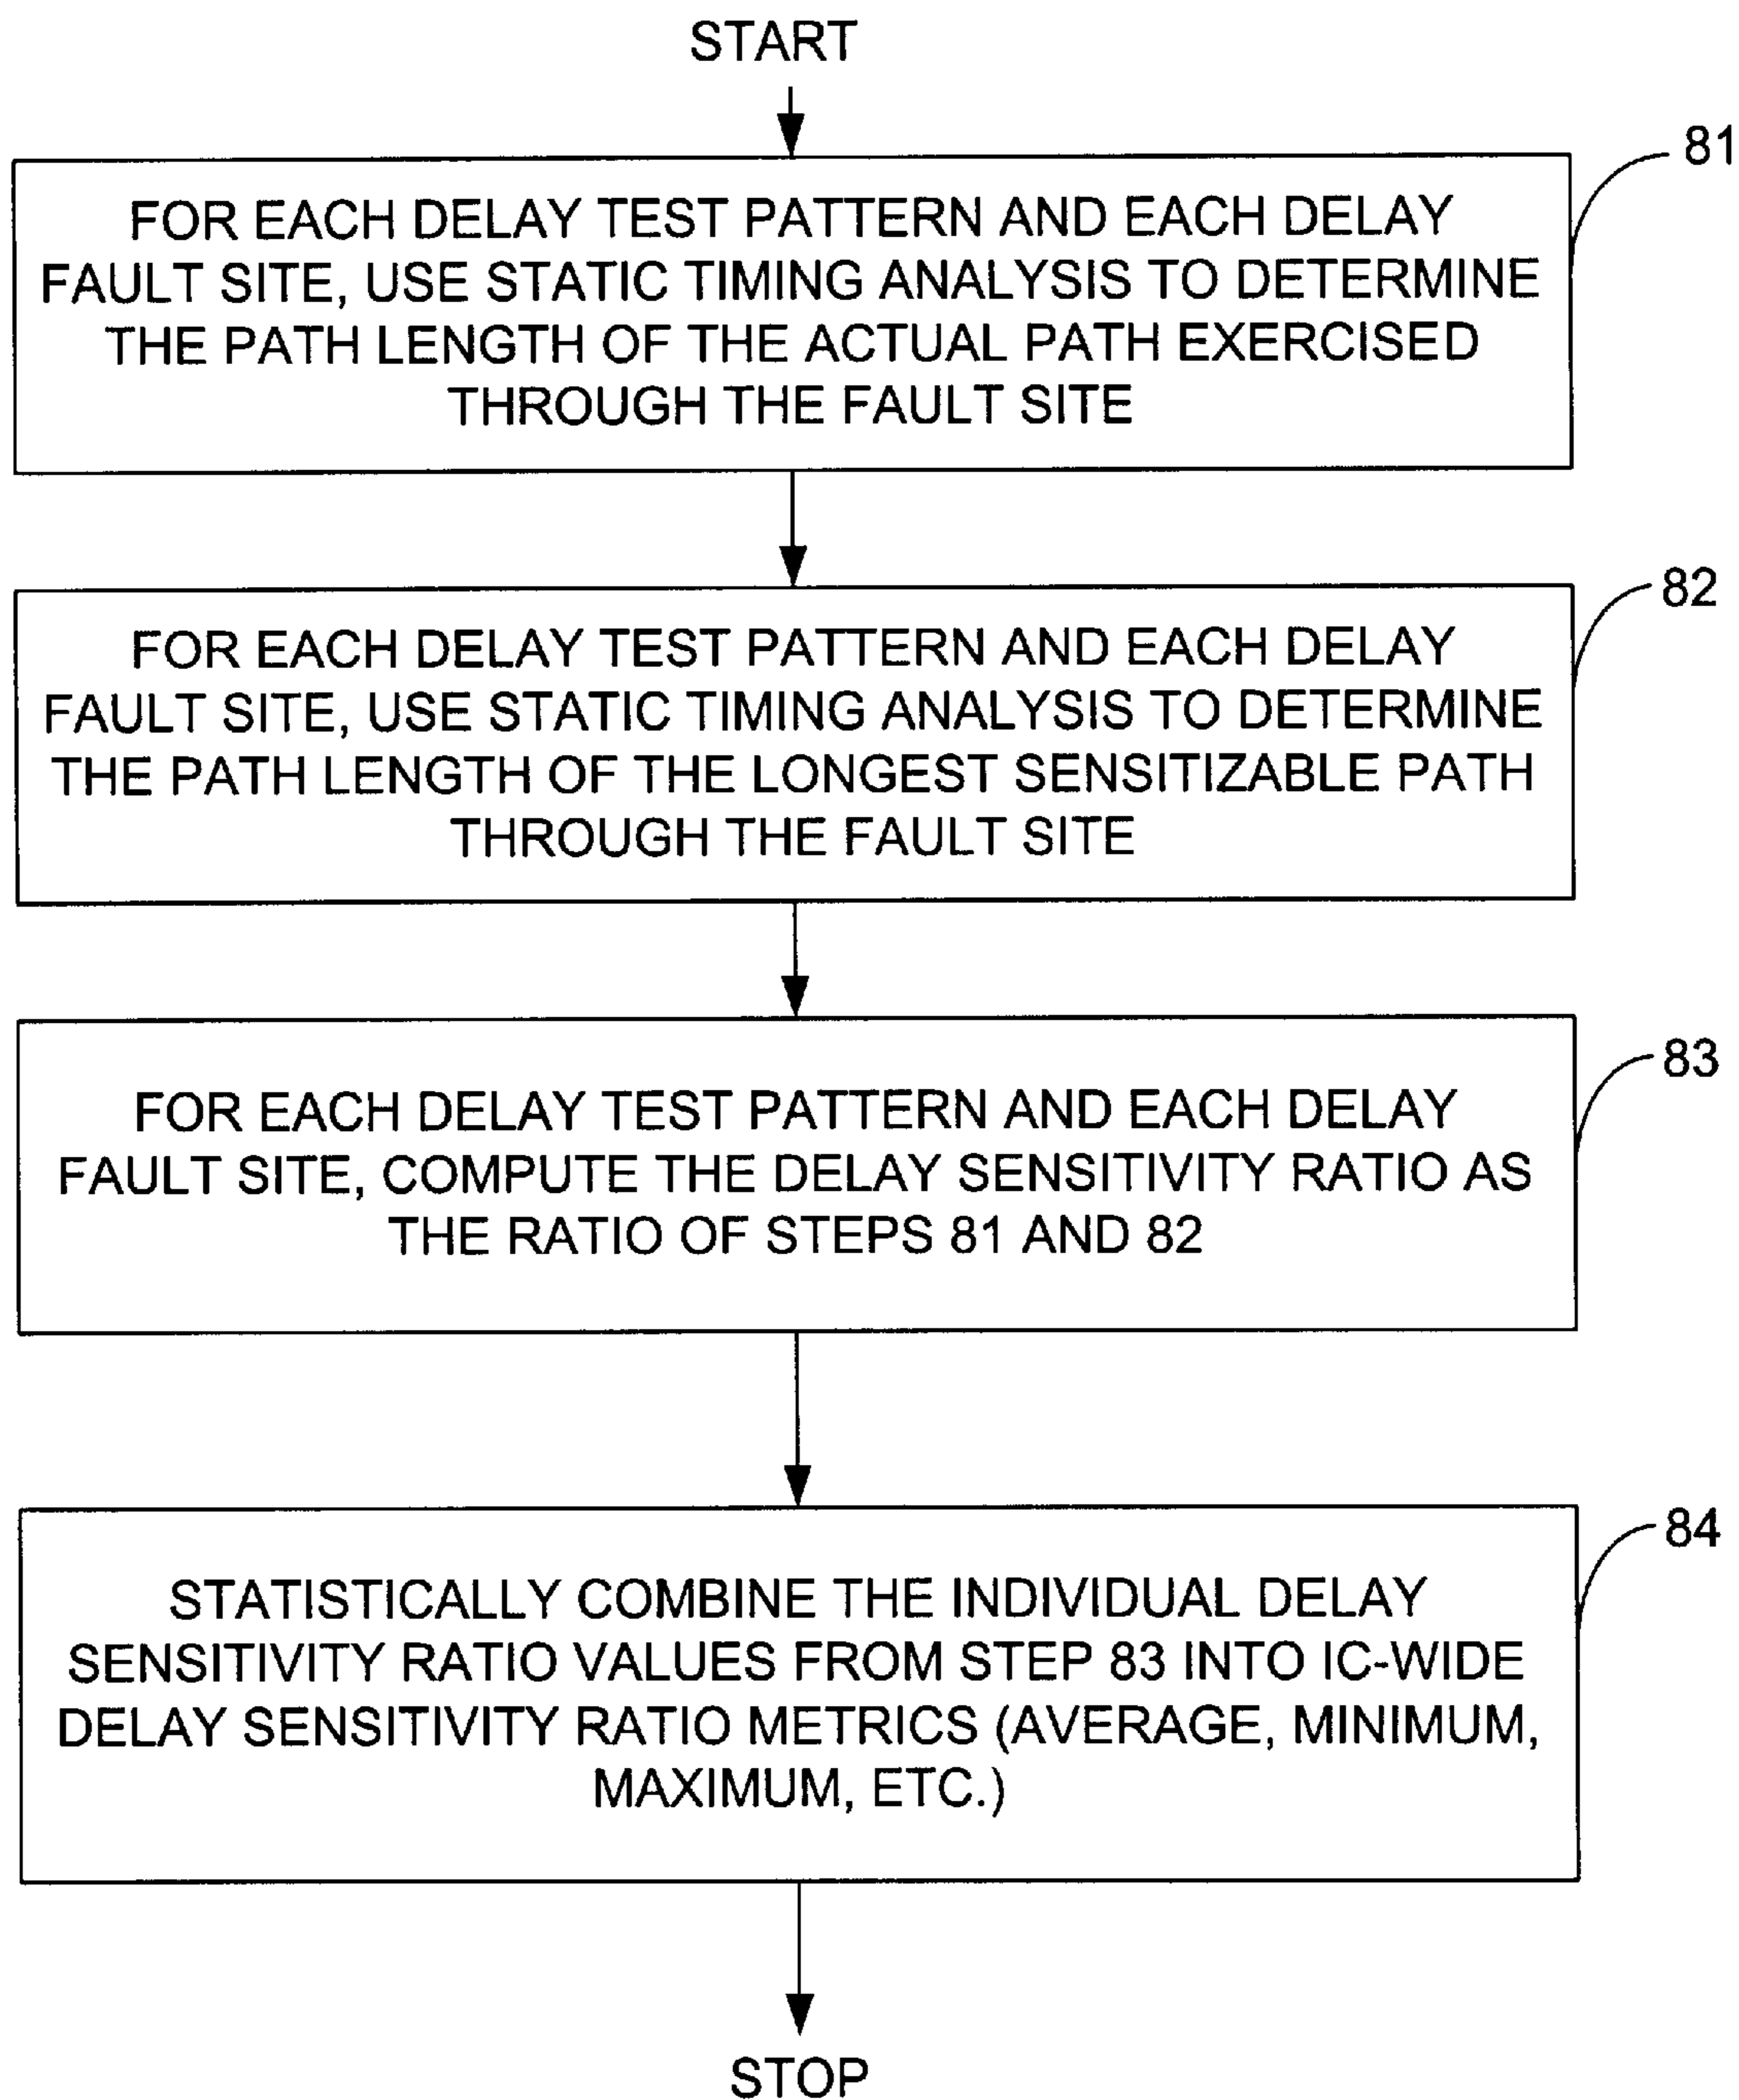 START
81
FOR EACH DELAY TEST PATTERN AND EACH DELAY
FAULT SITE, USE STATIC TIMING ANALYSIS TO DETERMINE
THE PATH LENGTH OF THE ACTUAL PATH EXERCISED
THROUGH THE FAULT SITE
82
FOR EACH DELAY TEST PATTERN AND EACH DELAY
FAULT SITE, USE STATIC TIMING ANALYSIS TO DETERMINE
THE PATH LENGTH OF THE LONGEST SENSITIZABLE PATH
THROUGH THE FAULT SITE
83
FOR EACH DELAY TEST PATTERN AND EACH DELAY
FAULT SITE, COMPUTE THE DELAY SENSITIVITY RATIO AS
THE RATIO OF STEPS 81 AND 82
84
STATISTICALLY COMBINE THE INDIVIDUAL DELAY
SENSITIVITY RATIO VALUES FROM STEP 83 INTO IC-WIDE
DELAY SENSITIVITY RATIO METRICS (AVERAGE, MINIMUM,
MAXIMUM, ETC.)
STOP